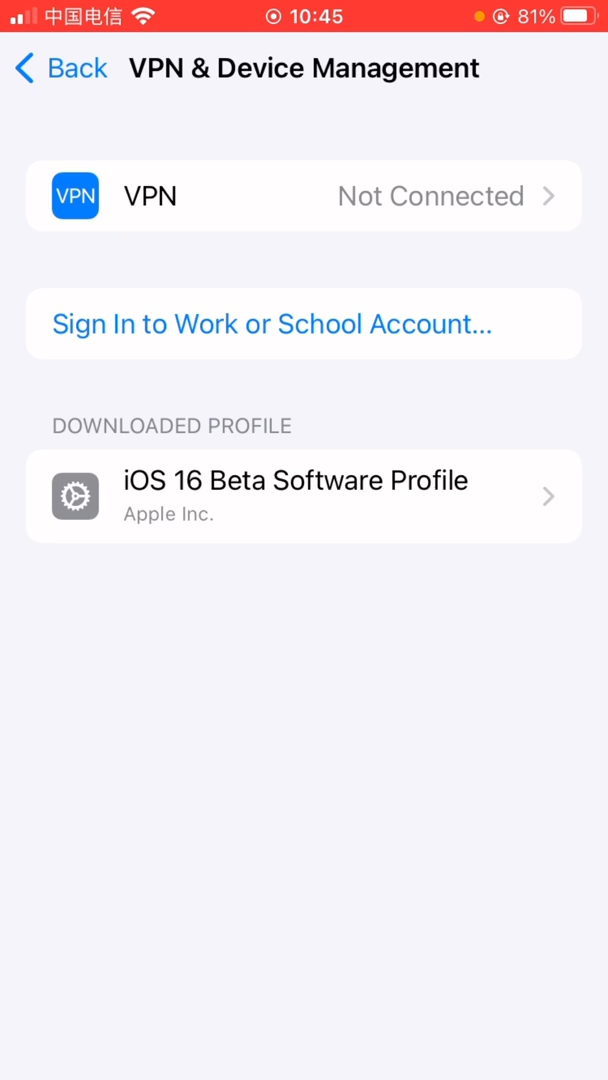 中国电信 10:45 81%
Back VPN & Device Management
VPN VPN Not Connected
Sign In to Work or School Account...
DOWNLOADED PROFILE
iOS 16 Beta Software Profile
Apple Inc.